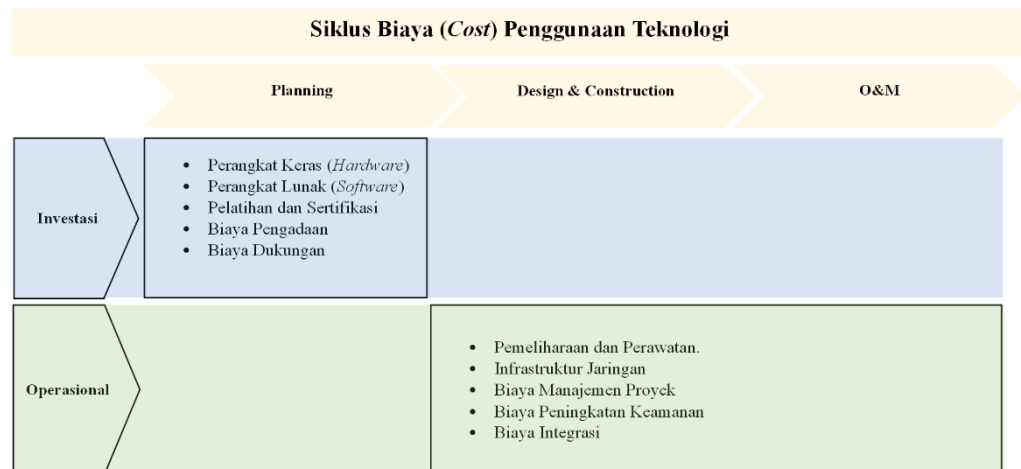 Siklus Biaya (Cost) Penggunaan Teknologi
Planning
Design & Construction
O&M
Investasi
• Perangkat Keras (Hardware)
• Perangkat Lunak (Software)
• Pelatihan dan Sertifikasi
• Biaya Pengadaan
• Biaya Dukungan
Operasional
• Pemeliharaan dan Perawatan.
• Infrastruktur Jaringan
• Biaya Manajemen Proyek
• Biaya Peningkatan Keamanan
• Biaya Integrasi